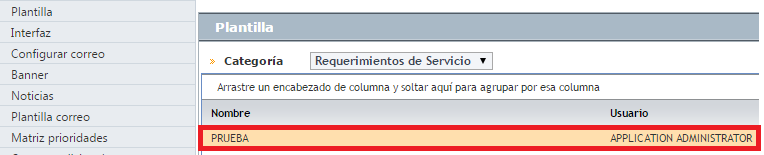 Plantilla
Interfaz
Configurar correo
Banner
Noticias
Plantilla correo
Matriz prioridades
Plantilla
» Categoría Requerimientos de Servicio ▼
Arrastre un encabezado de columna y soltar aquí para agrupar por esa columna
Nombre Usuario
PRUEBA APPLICATION ADMINISTRATOR